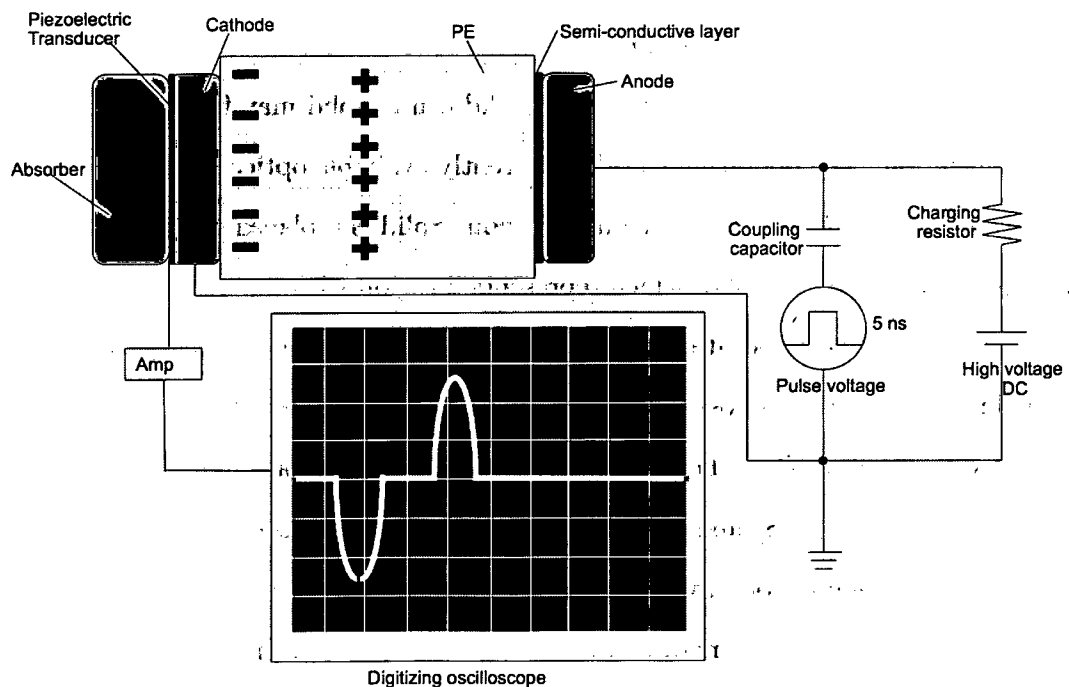 Piezoelectric
Transducer
Cathode
PE
Semi-conductive layer
Anode
Absorber
Coupling
capacitor
Charging
resistor
5 ns
Amp
Pulse voltage
High voltage
DC
Digitizing oscilloscope